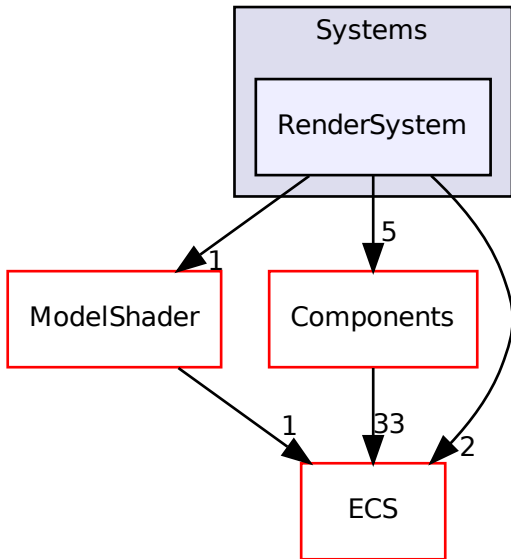 Systems
RenderSystem
5
1
ModelShader
Components
1
33
2
ECS